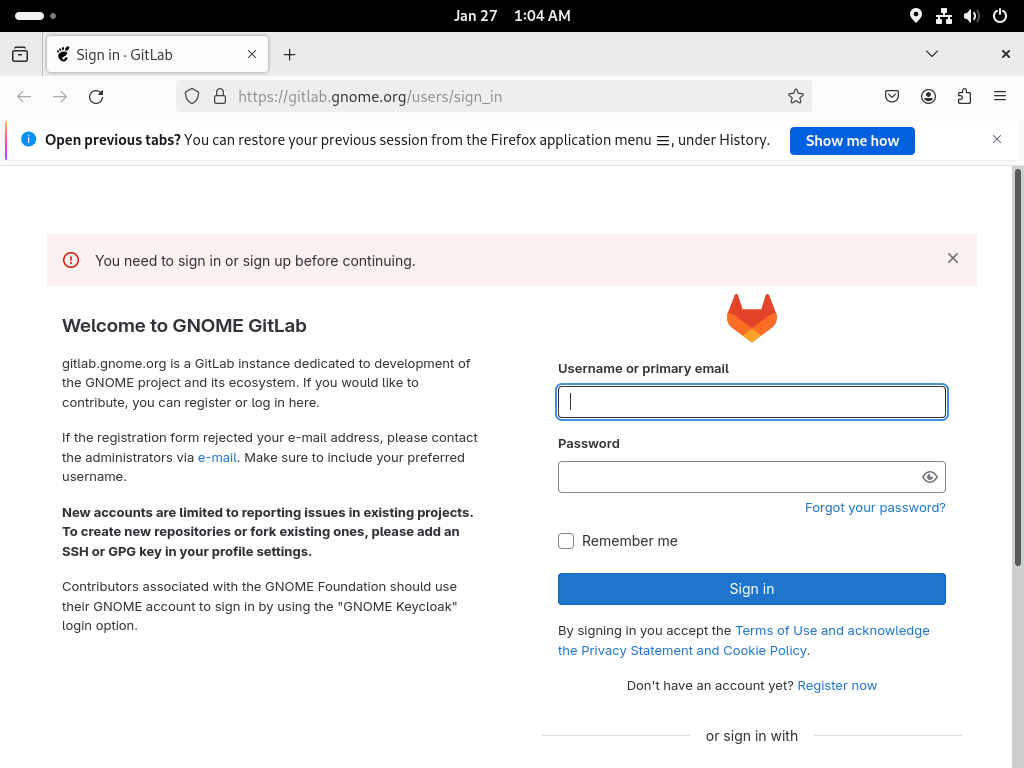 Jan 27 1:04 AM
Sign in · GitLab
https://gitlab.gnome.org/users/sign_in
Open previous tabs? You can restore your previous session from the Firefox application menu ☰, under History.
Show me how
You need to sign in or sign up before continuing.
Welcome to GNOME GitLab
gitlab.gnome.org is a GitLab instance dedicated to development of
the GNOME project and its ecosystem. If you would like to
contribute, you can register or log in here.
If the registration form rejected your e-mail address, please contact
the administrators via e-mail. Make sure to include your preferred
username.
New accounts are limited to reporting issues in existing projects.
To create new repositories or fork existing ones, please add an
SSH or GPG key in your profile settings.
Contributors associated with the GNOME Foundation should use
their GNOME account to sign in by using the "GNOME Keycloak"
login option.
Username or primary email
Password
Forgot your password?
Remember me
Sign in
By signing in you accept the Terms of Use and acknowledge
the Privacy Statement and Cookie Policy.
Don't have an account yet? Register now
or sign in with